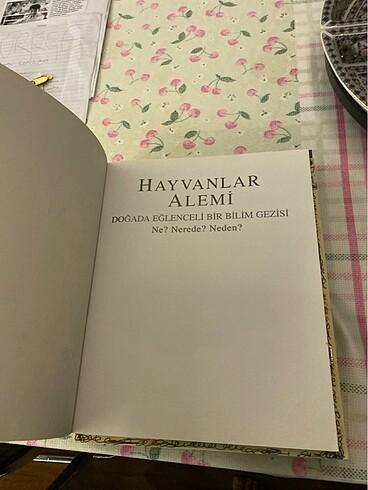 HAYVANLAR
ALEMİ
DOĞADA EĞLENCELİ BİR BİLİM GEZİSİ
Ne? Nerede? Neden?